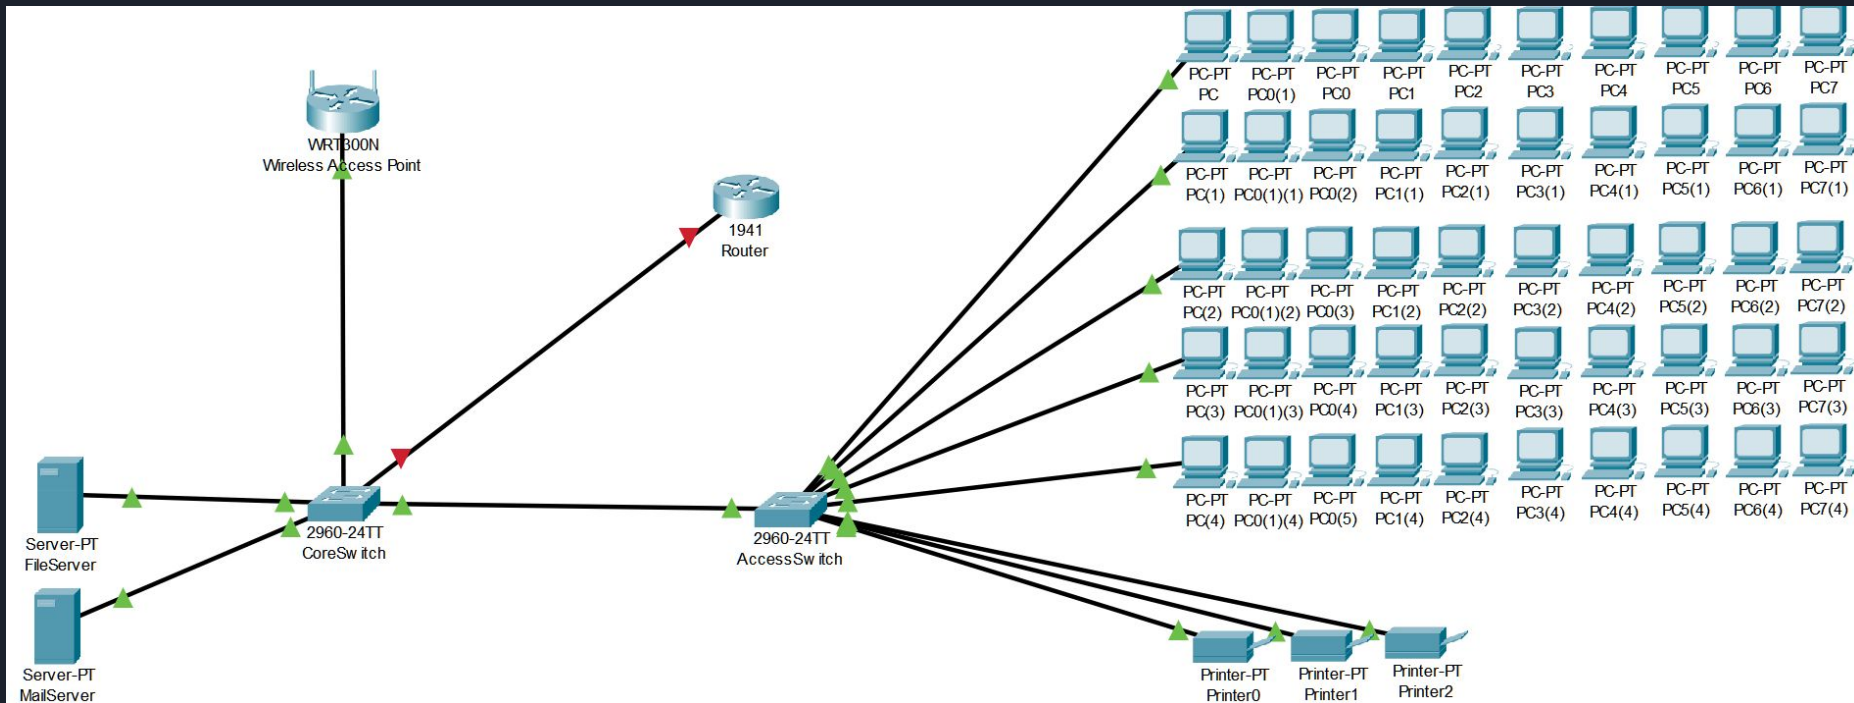 PC-PT PC-PT PC-PT PC-PT PC-PT PC-PT PC-PT PC-PT PC-PT PC-PT
PC PC0(1) PC0 PC1 PC2 PC3 PC4 PC5 PC6 PC7
WRT300N
Wireless Access Point
PC-PT PC-PT PC-PT PC-PT PC-PT PC-PT PC-PT PC-PT PC-PT PC-PT
PC(1) PC0(1)(1) PC0(2) PC1(1) PC2(1) PC3(1) PC4(1) PC5(1) PC6(1) PC7(1)
1941
Router
PC-PT PC-PT PC-PT PC-PT PC-PT PC-PT PC-PT PC-PT PC-PT PC-PT
PC(2) PC0(1)(2) PC0(3) PC1(2) PC2(2) PC3(2) PC4(2) PC5(2) PC6(2) PC7(2)
PC-PT PC-PT PC-PT PC-PT PC-PT PC-PT PC-PT PC-PT PC-PT PC-PT
PC(3) PC0(1)(3) PC0(4) PC1(3) PC2(3) PC3(3) PC4(3) PC5(3) PC6(3) PC7(3)
PC-PT PC-PT PC-PT PC-PT PC-PT PC-PT PC-PT PC-PT PC-PT PC-PT
PC(4) PC0(1)(4) PC0(5) PC1(4) PC2(4) PC3(4) PC4(4) PC5(4) PC6(4) PC7(4)
Server-PT
FileServer
2960-24TT
CoreSwitch
2960-24TT
AccessSwitch
Server-PT
MailServer
Printer-PT Printer-PT Printer-PT
Printer0 Printer1 Printer2